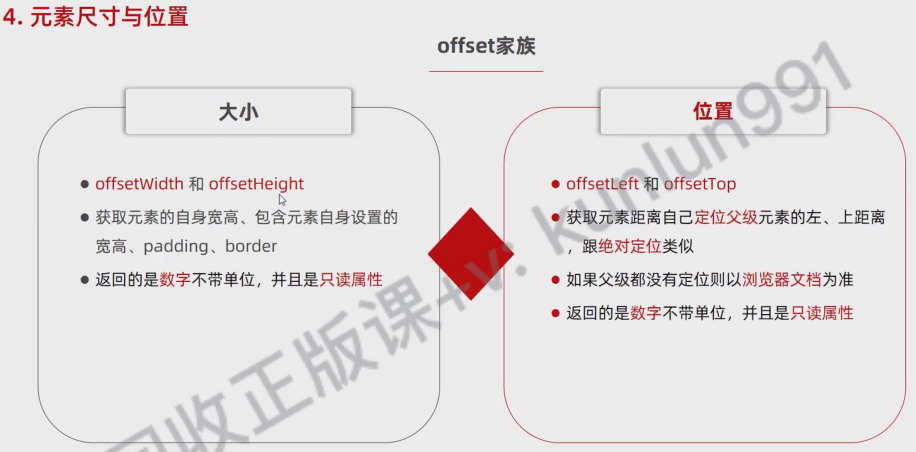 4. 元素尺寸与位置
offset家族
大小
offsetWidth 和 offsetHeight
获取元素的自身宽高、包含元素自身设置的
宽高、padding、border
返回的是数字不带单位，并且是只读属性
位置
offsetLeft 和 offsetTop
获取元素距离自己定位父级元素的左、上距离
，跟绝对定位类似
如果父级都没有定位则以浏览器文档为准
返回的是数字不带单位，并且是只读属性
回收正版课+v: kunlun991